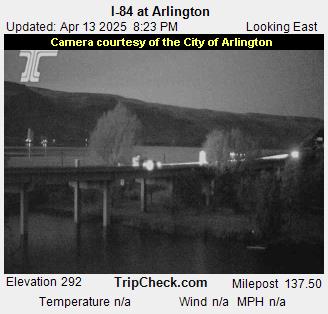 I-84 at Arlington
Updated: Apr 13 2025 8:23 PM Looking East
Camera courtesy of the City of Arlington
Elevation 292 TripCheck.com Milepost 137.50
Temperature n/a Wind n/a MPH n/a